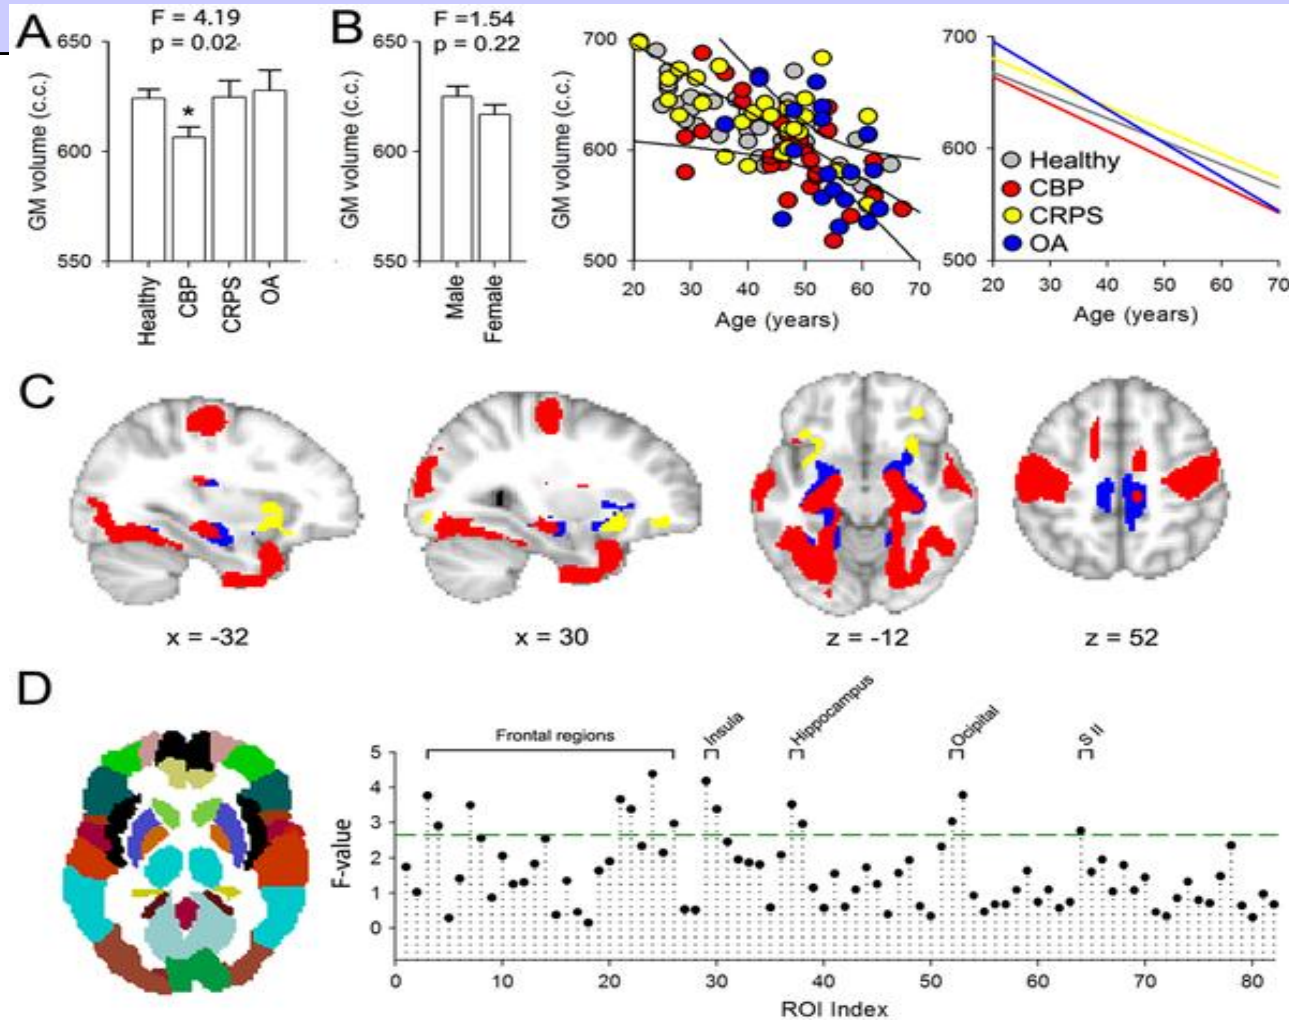 A
F = 4.19
p = 0.02
GM volume (c.c.)
650
600
550
*
Healthy
CBP
CRPS
OA
B
F =1.54
p = 0.22
GM volume (c.c.)
650
600
550
Male
Female
GM volume (c.c.)
700
600
500
20 30 40 50 60 70
Age (years)
700
600
500
Healthy
CBP
CRPS
OA
20 30 40 50 60 70
Age (years)
C
x = -32
x = 30
z = -12
z = 52
D
Frontal regions
Insula
Hippocampus
Ocipital
S II
F-value
5
4
3
2
1
0
0 10 20 30 40 50 60 70 80
ROI Index